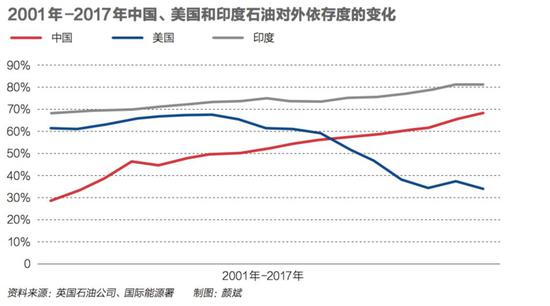 2001年-2017年中国、美国和印度石油对外依存度的变化
中国 美国 印度
90%
80%
70%
60%
50%
40%
30%
20%
10%
0
2001年-2017年
资料来源：英国石油公司、国际能源署 制图：颜斌